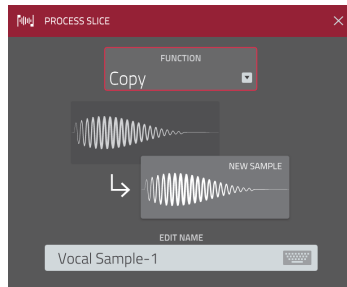 PROCESS SLICE
FUNCTION
Copy
NEW SAMPLE
EDIT NAME
Vocal Sample-1